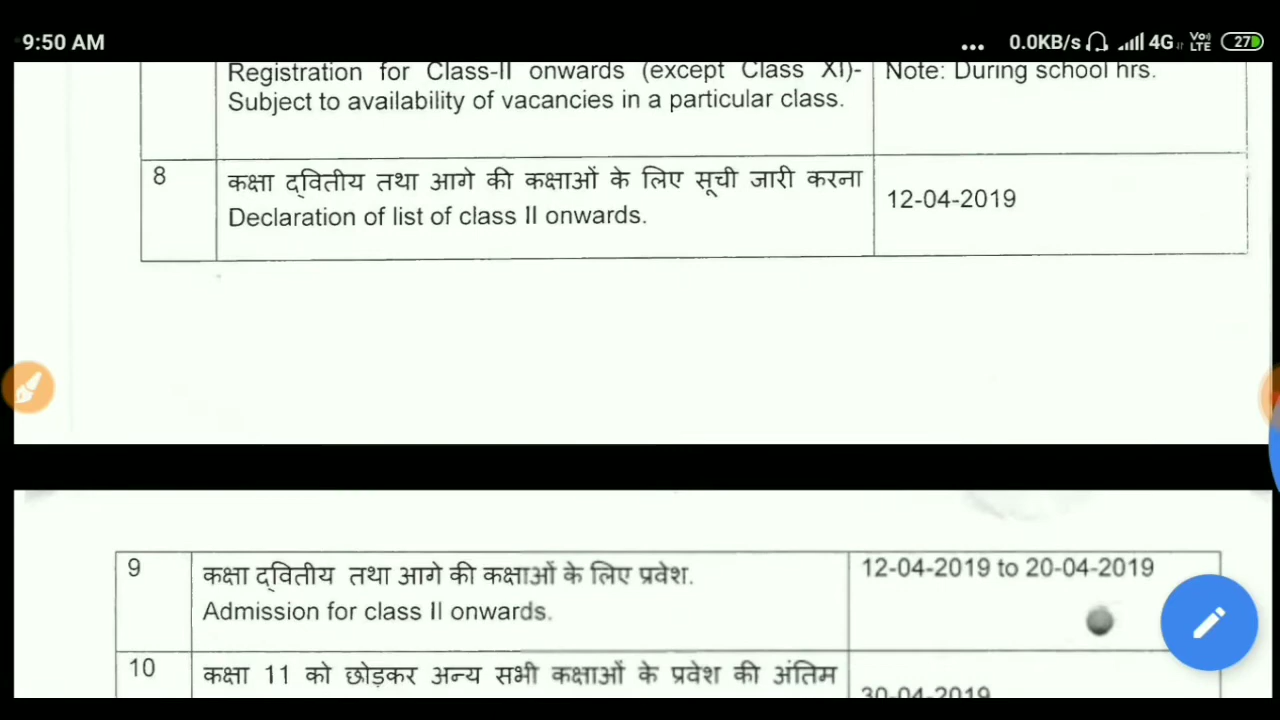 9:50 AM
... 0.0KB/s 4G Vo) LTE 27
Registration for Class-II onwards (except Class XI)- Note: During school hrs.
Subject to availability of vacancies in a particular class.
8
कक्षा द्वितीय तथा आगे की कक्षाओं के लिए सूची जारी करना
Declaration of list of class II onwards.
12-04-2019
9
कक्षा द्वितीय तथा आगे की कक्षाओं के लिए प्रवेश.
Admission for class II onwards.
12-04-2019 to 20-04-2019
10
कक्षा 11 को छोड़कर अन्य सभी कक्षाओं के प्रवेश की अंतिम
30-04-2019